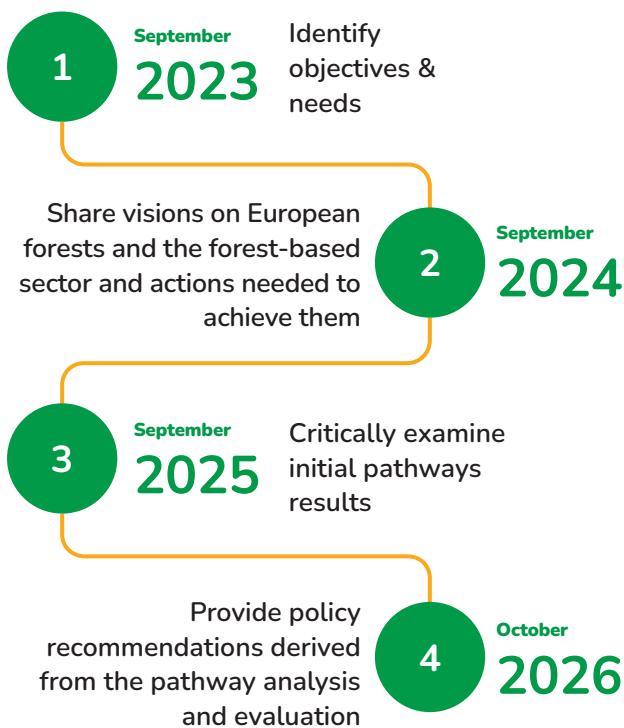 1
September
2023
Identify
objectives &
needs
Share visions on European
forests and the forest-based
sector and actions needed to
achieve them
2
September
2024
3
September
2025
Critically examine
initial pathways
results
Provide policy
recommendations derived
from the pathway analysis
and evaluation
4
October
2026